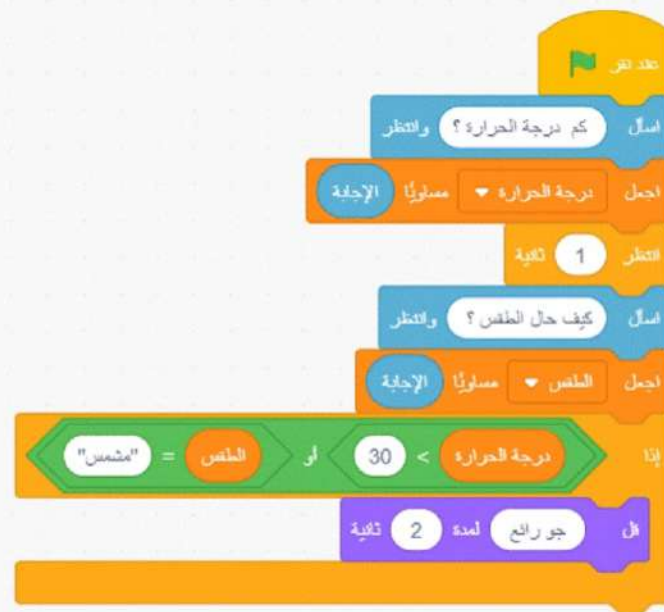 عند نقر
اسأل كم درجة الحرارة ؟ وانتظر
اجعل درجة الحرارة مساويًا الإجابة
انتظر 1 ثانية
اسأل كيف حال الطقس ؟ وانتظر
اجعل الطقس مساويًا الإجابة
إذا درجة الحرارة > 30 أو الطقس = "مشمس"
قل جو رائع لمدة 2 ثانية